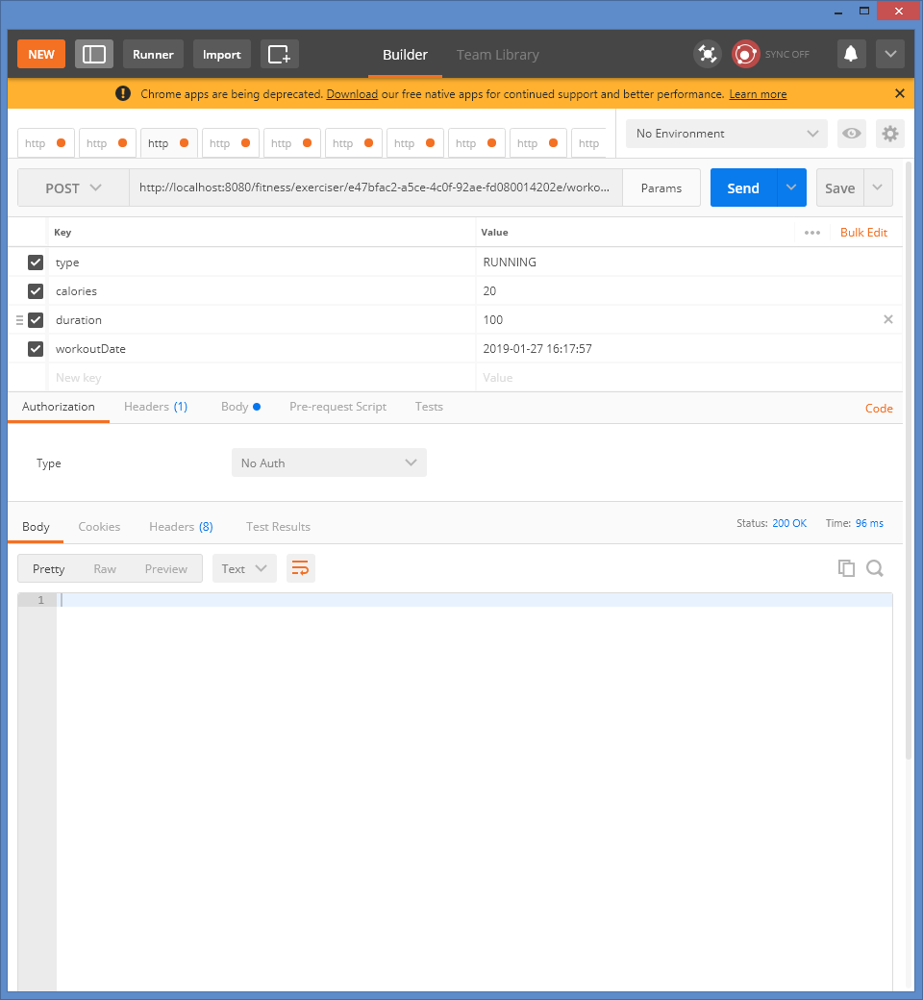 NEW Runner Import Builder Team Library SYNC OFF
Chrome apps are being deprecated. Download our free native apps for continued support and better performance. Learn more
http http http http http http http http http http No Environment
POST http://localhost:8080/fitness/exerciser/e47bfac2-a5ce-4c0f-92ae-fd080014202e/worko... Params Send Save
Key Value Bulk Edit
type RUNNING
calories 20
duration 100
workoutDate 2019-01-27 16:17:57
New key Value
Authorization Headers (1) Body Pre-request Script Tests Code
Type No Auth
Body Cookies Headers (8) Test Results Status: 200 OK Time: 96 ms
Pretty Raw Preview Text
1